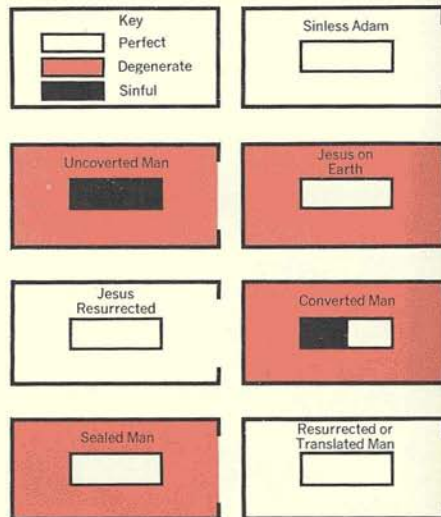 Key
Perfect
Degenerate
Sinful
Sinless Adam
Uncoverted Man
Jesus on
Earth
Jesus
Resurrected
Converted Man
Sealed Man
Resurrected or
Translated Man